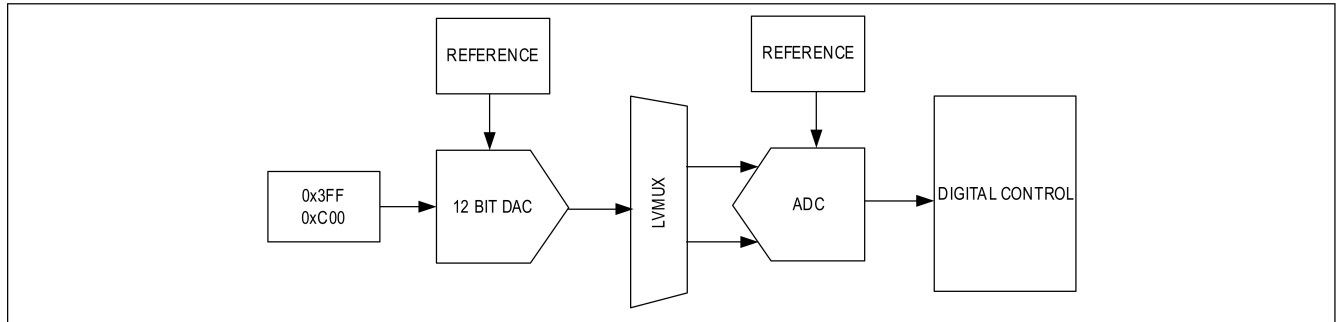 REFERENCE
REFERENCE
0x3FF
0xC00
12 BIT DAC
LVMUX
ADC
DIGITAL CONTROL